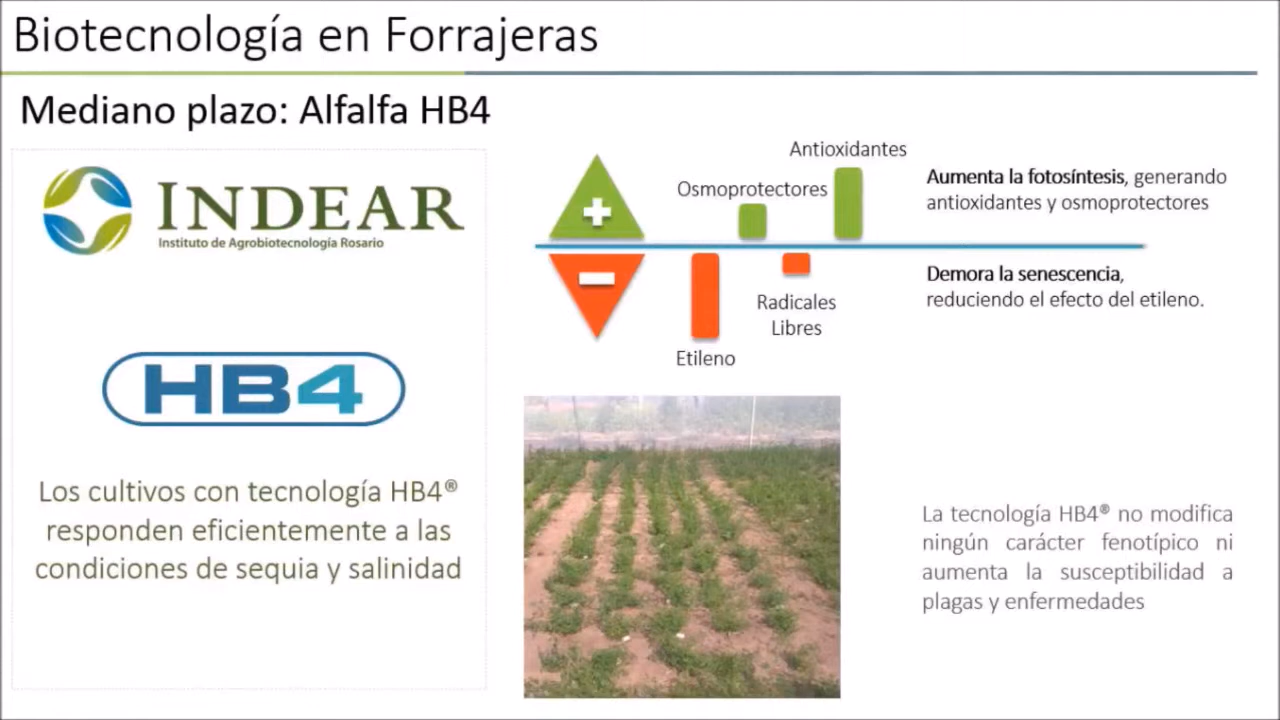 Biotecnología en Forrajeras
Mediano plazo: Alfalfa HB4
INDEAR
Instituto de Agrobiotecnología Rosario
HB4
Los cultivos con tecnología HB4®
responden eficientemente a las
condiciones de sequia y salinidad
Antioxidantes
Osmoprotectores
Radicales
Libres
Etileno
Aumenta la fotosíntesis, generando
antioxidantes y osmoprotectores
Demora la senescencia,
reduciendo el efecto del etileno.
La tecnología HB4® no modifica
ningún carácter fenotípico ni
aumenta la susceptibilidad a
plagas y enfermedades